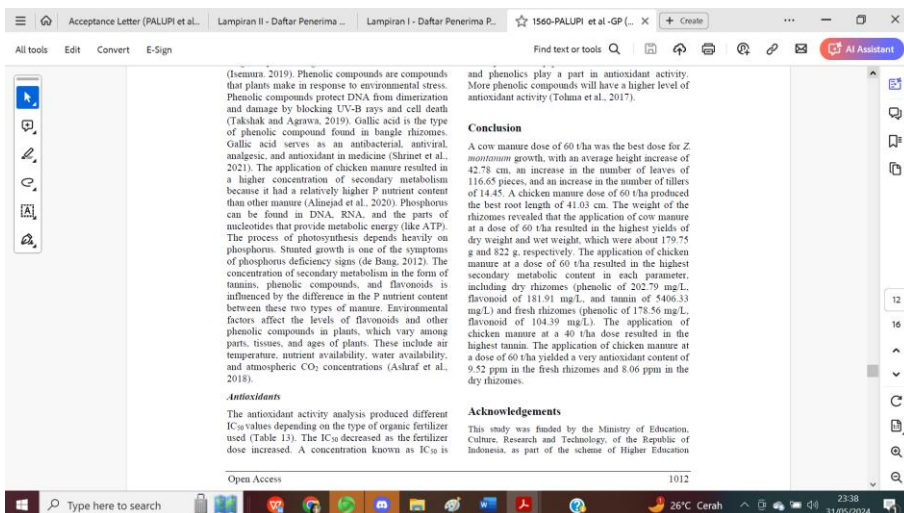 Acceptance Letter (PALUPI et al...
Lampiran II - Daftar Penerima ...
Lampiran I - Daftar Penerima P...
1560-PALUPI et al -GP (...
+ Create
All tools
Edit
Convert
E-Sign
Find text or tools
AI Assistant
(Isemura. 2019). Phenolic compounds are compounds
that plants make in response to environmental stress.
Phenolic compounds protect DNA from dimerization
and damage by blocking UV-B rays and cell death
(Takshak and Agrawa, 2019). Gallic acid is the type
of phenolic compound found in bangle rhizomes.
Gallic acid serves as an antibacterial, antiviral,
analgesic, and antioxidant in medicine (Shrinet et al.,
2021). The application of chicken manure resulted in
a higher concentration of secondary metabolism
because it had a relatively higher P nutrient content
than other manure (Alinejad et al., 2020). Phosphorus
can be found in DNA, RNA, and the parts of
nucleotides that provide metabolic energy (like ATP).
The process of photosynthesis depends heavily on
phosphorus. Stunted growth is one of the symptoms
of phosphorus deficiency signs (de Bang, 2012). The
concentration of secondary metabolism in the form of
tannins, phenolic compounds, and flavonoids is
influenced by the difference in the P nutrient content
between these two types of manure. Environmental
factors affect the levels of flavonoids and other
phenolic compounds in plants, which vary among
parts, tissues, and ages of plants. These include air
temperature, nutrient availability, water availability,
and atmospheric CO₂ concentrations (Ashraf et al.,
2018).
Antioxidants
The antioxidant activity analysis produced different
IC₅₀ values depending on the type of organic fertilizer
used (Table 13). The IC₅₀ decreased as the fertilizer
dose increased. A concentration known as IC₅₀ is
and phenolics play a part in antioxidant activity.
More phenolic compounds will have a higher level of
antioxidant activity (Tohma et al., 2017).
Conclusion
A cow manure dose of 60 t/ha was the best dose for Z.
montanum growth, with an average height increase of
42.78 cm, an increase in the number of leaves of
116.65 pieces, and an increase in the number of tillers
of 14.45. A chicken manure dose of 60 t/ha produced
the best root length of 41.03 cm. The weight of the
rhizomes revealed that the application of cow manure
at a dose of 60 t/ha resulted in the highest yields of
dry weight and wet weight, which were about 179.75
g and 822 g, respectively. The application of chicken
manure at a dose of 60 t/ha resulted in the highest
secondary metabolic content in each parameter,
including dry rhizomes (phenolic of 202.79 mg/L,
flavonoid of 181.91 mg/L, and tannin of 5406.33
mg/L) and fresh rhizomes (phenolic of 178.56 mg/L,
flavonoid of 104.39 mg/L). The application of
chicken manure at a 40 t/ha dose resulted in the
highest tannin. The application of chicken manure at
a dose of 60 t/ha yielded a very antioxidant content of
9.52 ppm in the fresh rhizomes and 8.06 ppm in the
dry rhizomes.
Acknowledgements
This study was funded by the Ministry of Education,
Culture, Research and Technology, of the Republic of
Indonesia, as part of the scheme of Higher Education
Open Access
1012
12
16
Type here to search
26°C Cerah
23:38
31/05/2024